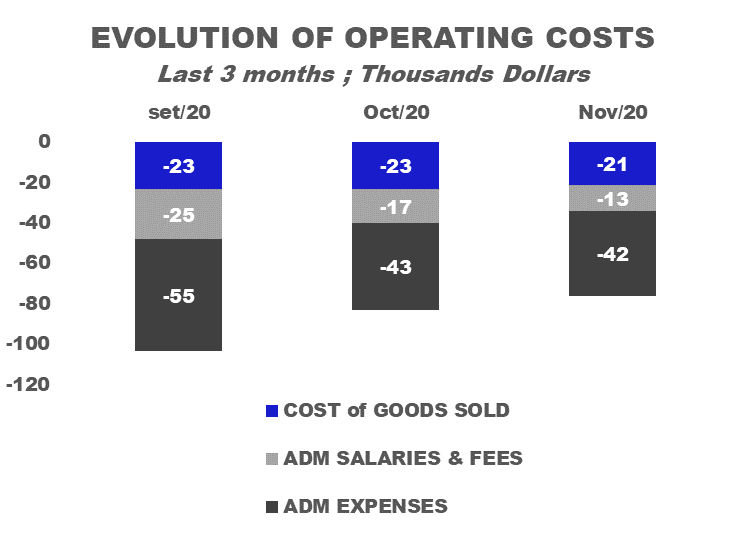 EVOLUTION OF OPERATING COSTS
Last 3 months ; Thousands Dollars
set/20 Oct/20 Nov/20
0
-20
-40
-60
-80
-100
-120
-23 -23 -21
-25 -17 -13
-55 -43 -42
COST of GOODS SOLD
ADM SALARIES & FEES
ADM EXPENSES